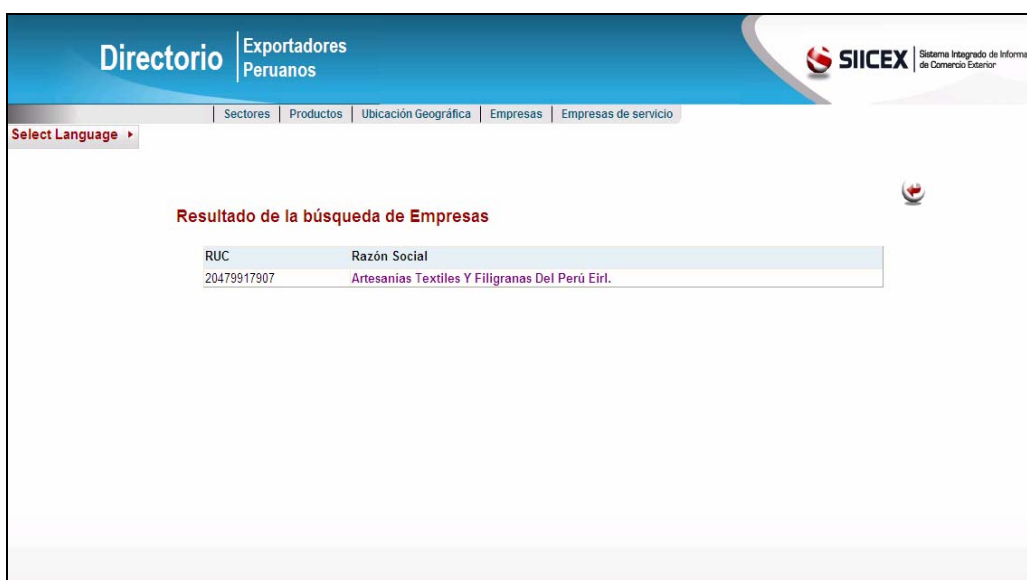 Directorio
Exportadores
Peruanos
SIICEX
Sistema Integrado de Informa
de Comercio Exterior
Sectores Productos Ubicación Geográfica Empresas Empresas de servicio
Select Language
Resultado de la búsqueda de Empresas
RUC Razón Social
20479917907 Artesanías Textiles Y Filigranas Del Perú Eirl.